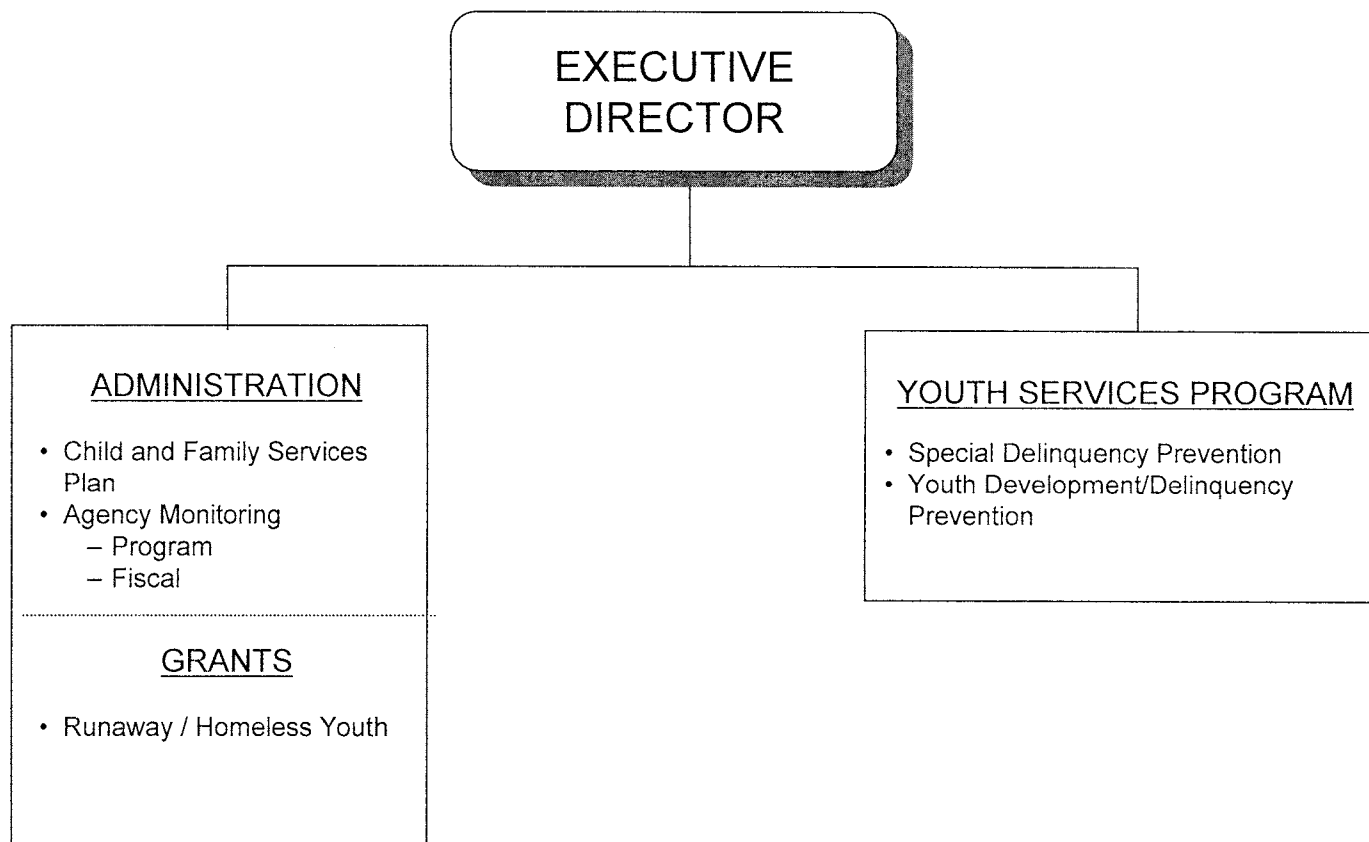 EXECUTIVE
DIRECTOR
ADMINISTRATION
• Child and Family Services
Plan
• Agency Monitoring
– Program
– Fiscal
GRANTS
• Runaway / Homeless Youth
YOUTH SERVICES PROGRAM
• Special Delinquency Prevention
• Youth Development/Delinquency
Prevention